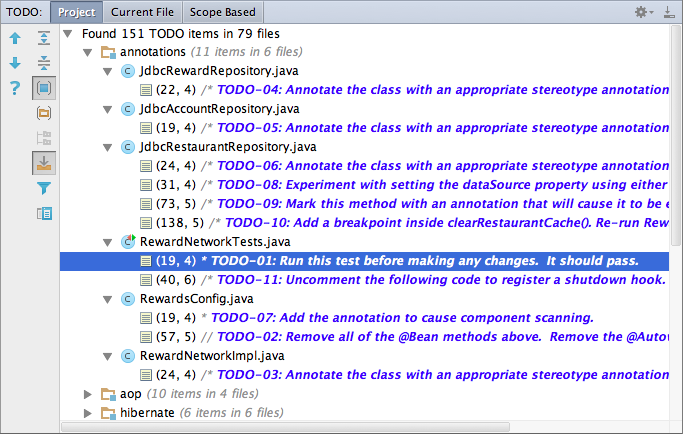 TODO: Project Current File Scope Based
Found 151 TODO items in 79 files
annotations (11 items in 6 files)
JdbcRewardRepository.java
(22, 4) /* TODO-04: Annotate the class with an appropriate stereotype annotation
JdbcAccountRepository.java
(19, 4) /* TODO-05: Annotate the class with an appropriate stereotype annotation
JdbcRestaurantRepository.java
(24, 4) /* TODO-06: Annotate the class with an appropriate stereotype annotation
(31, 4) /* TODO-08: Experiment with setting the dataSource property using either
(73, 5) /* TODO-09: Mark this method with an annotation that will cause it to be e
(138, 5) /* TODO-10: Add a breakpoint inside clearRestaurantCache(). Re-run Rew
RewardNetworkTests.java
(19, 4) * TODO-01: Run this test before making any changes. It should pass.
(40, 6) /* TODO-11: Uncomment the following code to register a shutdown hook.
RewardsConfig.java
(19, 4) * TODO-07: Add the annotation to cause component scanning.
(57, 5) // TODO-02: Remove all of the @Bean methods above. Remove the @Autow
RewardNetworkImpl.java
(24, 4) /* TODO-03: Annotate the class with an appropriate stereotype annotation
aop (10 items in 4 files)
hibernate (6 items in 6 files)